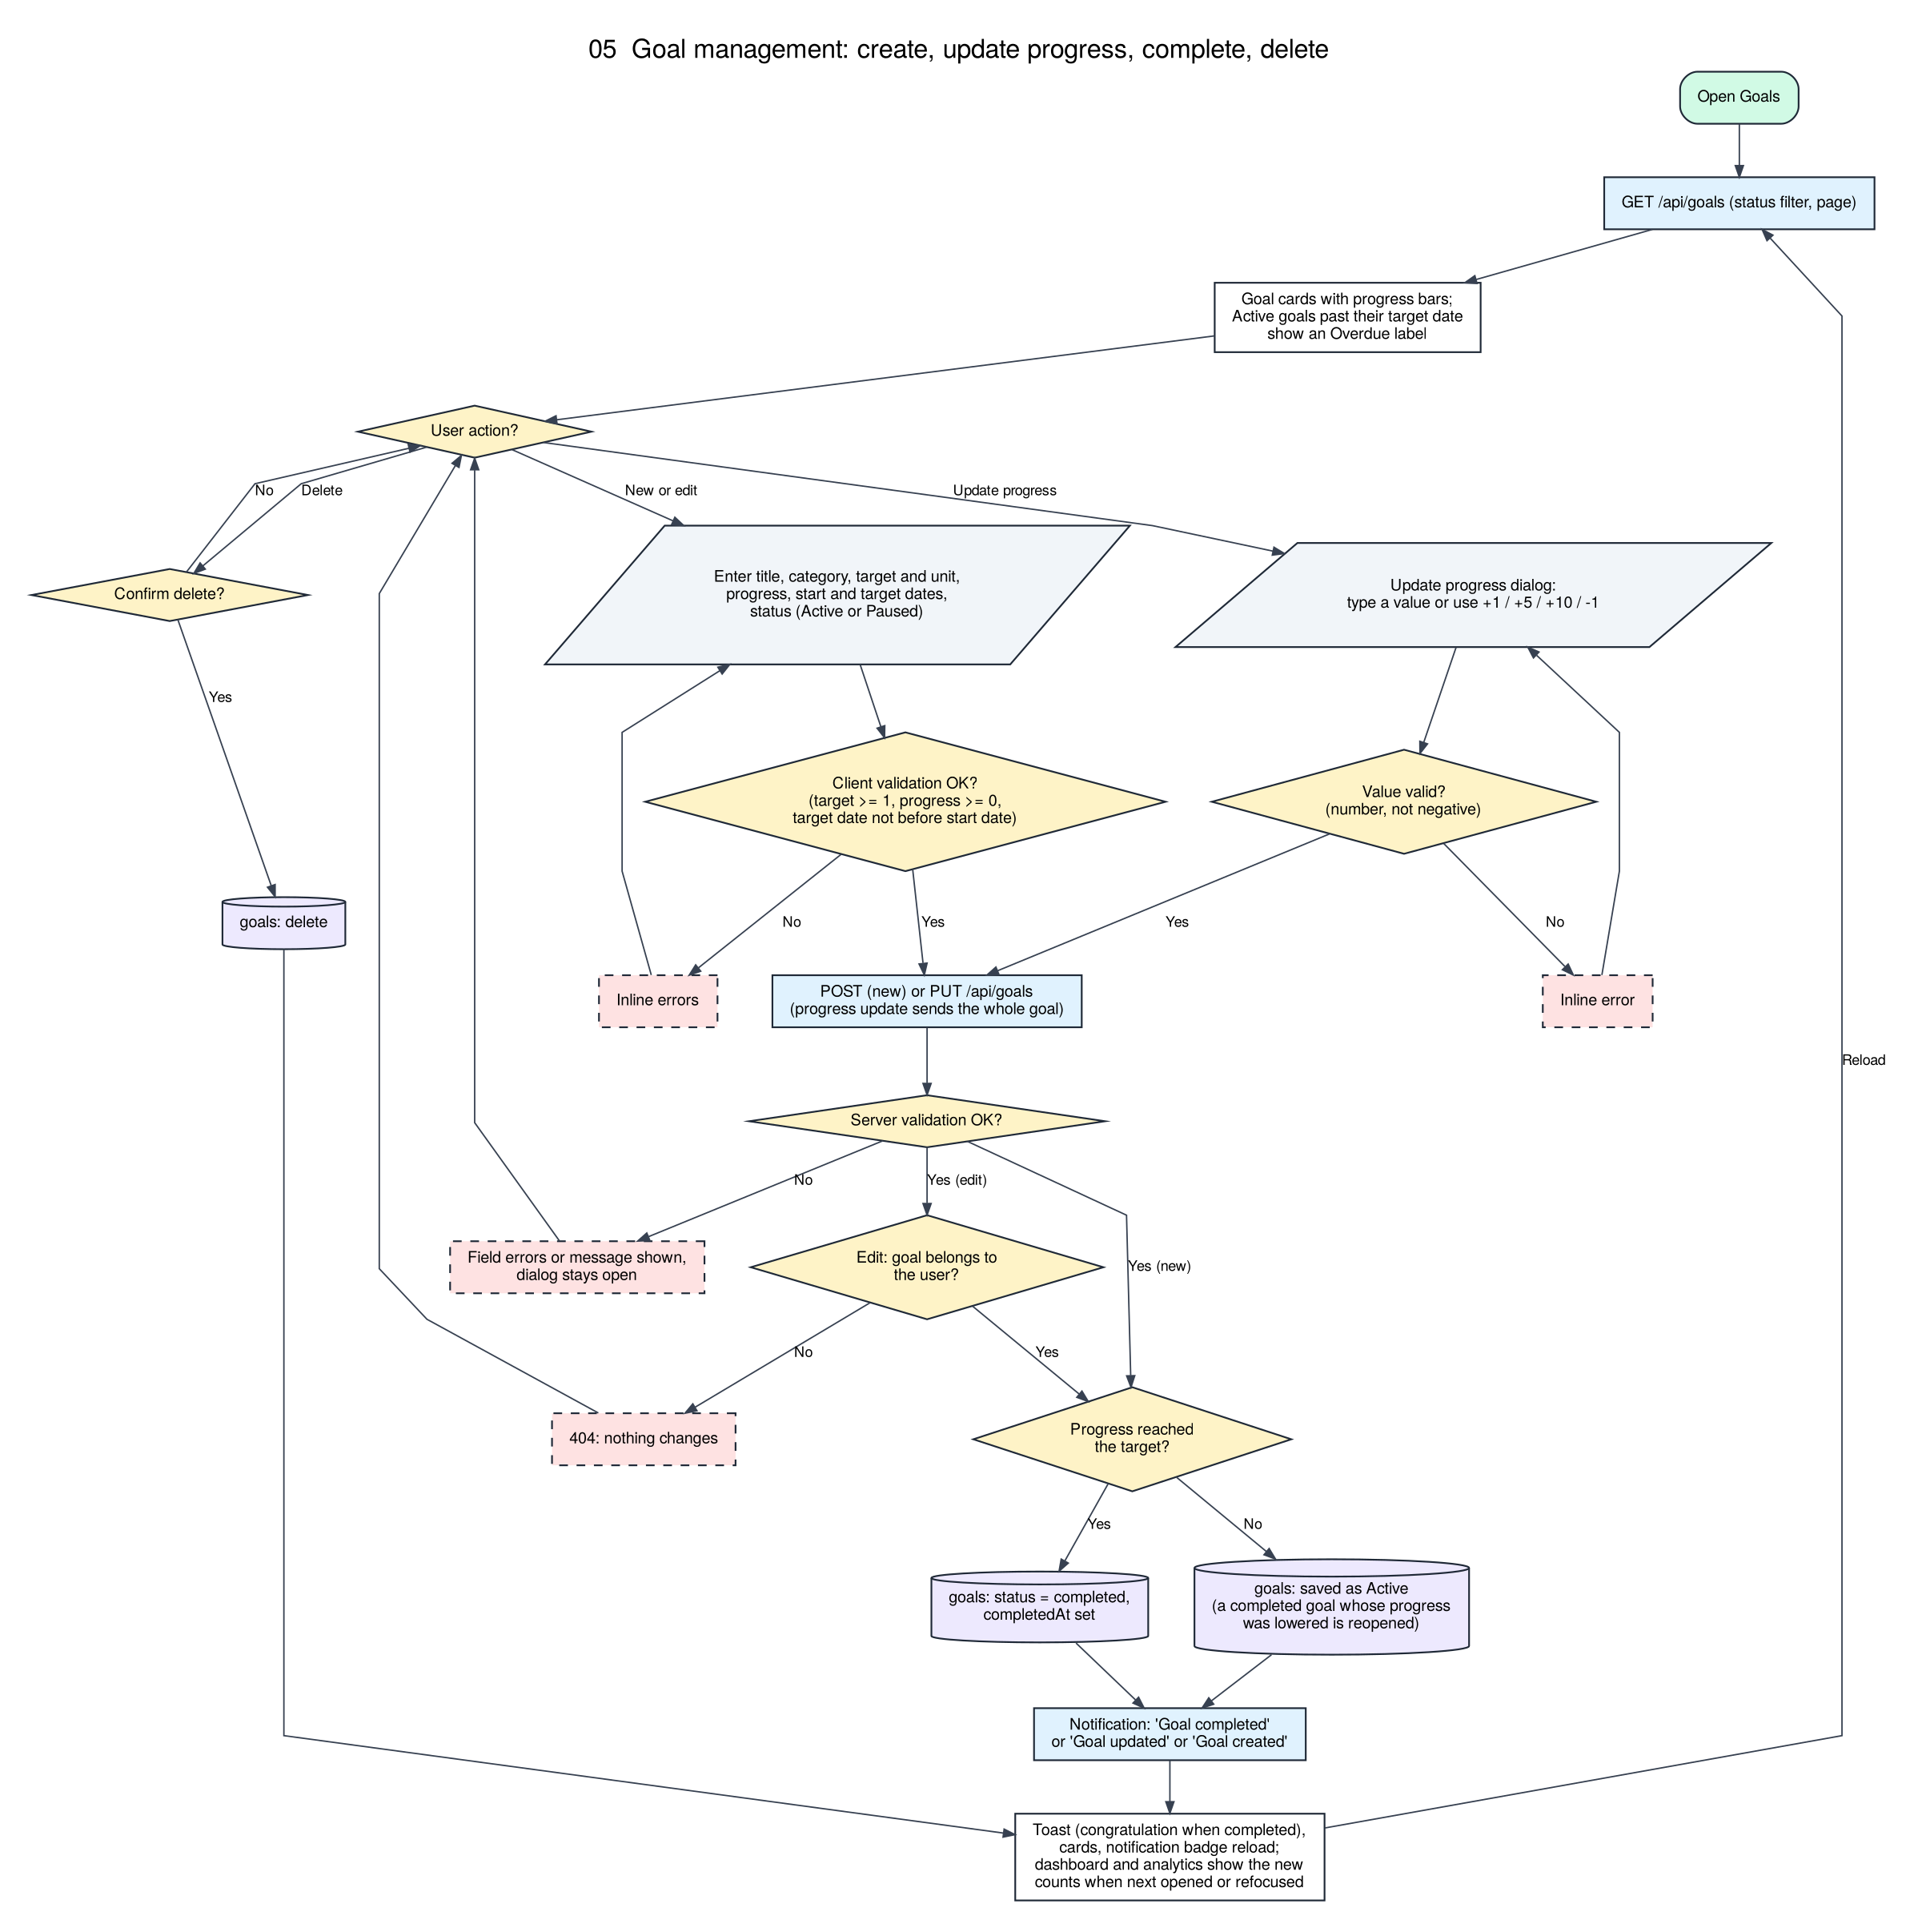 05  Goal management: create, update progress, complete, delete
Open Goals
GET /api/goals (status filter, page)
Goal cards with progress bars;
Active goals past their target date
show an Overdue label
User action?
No
Delete
New or edit
Update progress
Confirm delete?
Enter title, category, target and unit,
progress, start and target dates,
status (Active or Paused)
Update progress dialog:
type a value or use +1 / +5 / +10 / -1
Yes
Client validation OK?
(target >= 1, progress >= 0,
target date not before start date)
Value valid?
(number, not negative)
goals: delete
No
Yes
Yes
No
Inline errors
POST (new) or PUT /api/goals
(progress update sends the whole goal)
Inline error
Reload
Server validation OK?
No
Yes (edit)
Yes (new)
Field errors or message shown,
dialog stays open
Edit: goal belongs to
the user?
No
Yes
404: nothing changes
Progress reached
the target?
Yes
No
goals: status = completed,
completedAt set
goals: saved as Active
(a completed goal whose progress
was lowered is reopened)
Notification: 'Goal completed'
or 'Goal updated' or 'Goal created'
Toast (congratulation when completed),
cards, notification badge reload;
dashboard and analytics show the new
counts when next opened or refocused